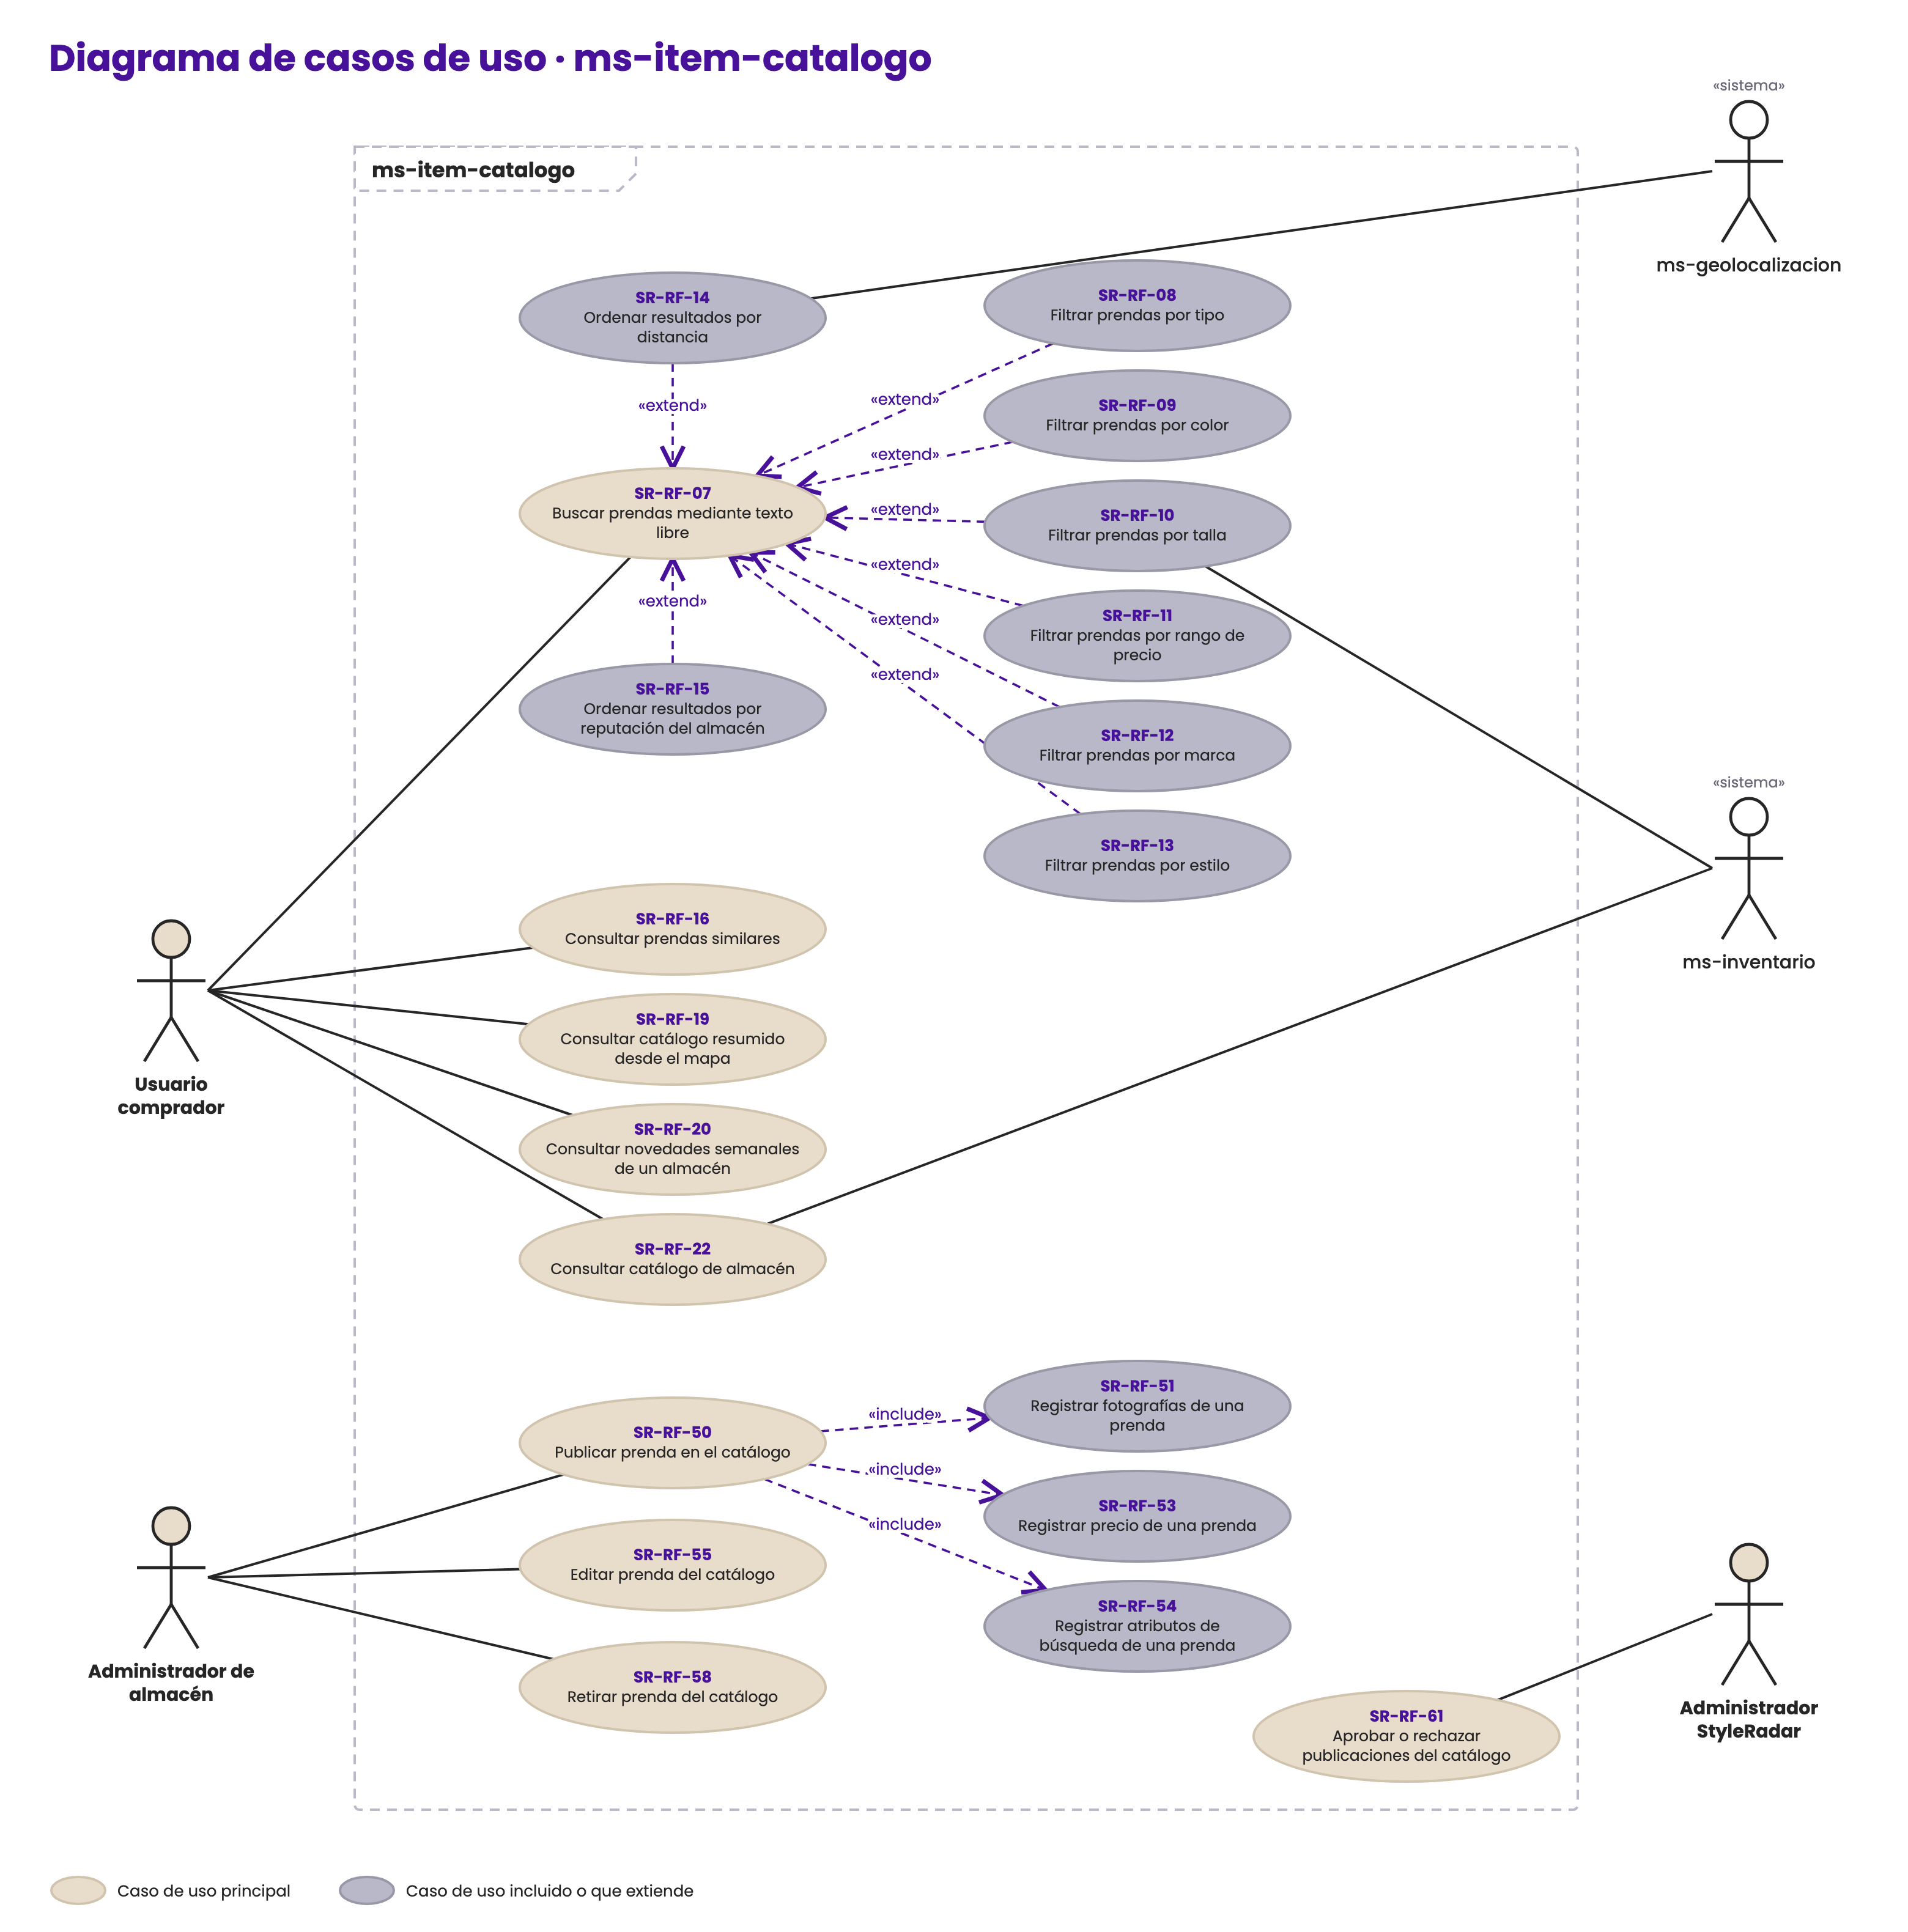 Diagrama de casos de uso · ms-item-catalogo
«sistema»
ms-geolocalizacion
ms-item-catalogo
SR-RF-14
Ordenar resultados por
distancia
SR-RF-08
Filtrar prendas por tipo
«extend»
«extend»
SR-RF-09
Filtrar prendas por color
«extend»
SR-RF-07
Buscar prendas mediante texto
libre
«extend»
SR-RF-10
Filtrar prendas por talla
«extend»
«extend»
SR-RF-11
Filtrar prendas por rango de
precio
«extend»
«extend»
SR-RF-15
Ordenar resultados por
reputación del almacén
SR-RF-12
Filtrar prendas por marca
«sistema»
ms-inventario
SR-RF-13
Filtrar prendas por estilo
SR-RF-16
Consultar prendas similares
Usuario
comprador
SR-RF-19
Consultar catálogo resumido
desde el mapa
SR-RF-20
Consultar novedades semanales
de un almacén
SR-RF-22
Consultar catálogo de almacén
SR-RF-50
Publicar prenda en el catálogo
«include»
SR-RF-51
Registrar fotografías de una
prenda
«include»
SR-RF-53
Registrar precio de una prenda
«include»
SR-RF-55
Editar prenda del catálogo
SR-RF-54
Registrar atributos de
búsqueda de una prenda
Administrador de
almacén
SR-RF-58
Retirar prenda del catálogo
SR-RF-61
Aprobar o rechazar
publicaciones del catálogo
Administrador
StyleRadar
Caso de uso principal
Caso de uso incluido o que extiende